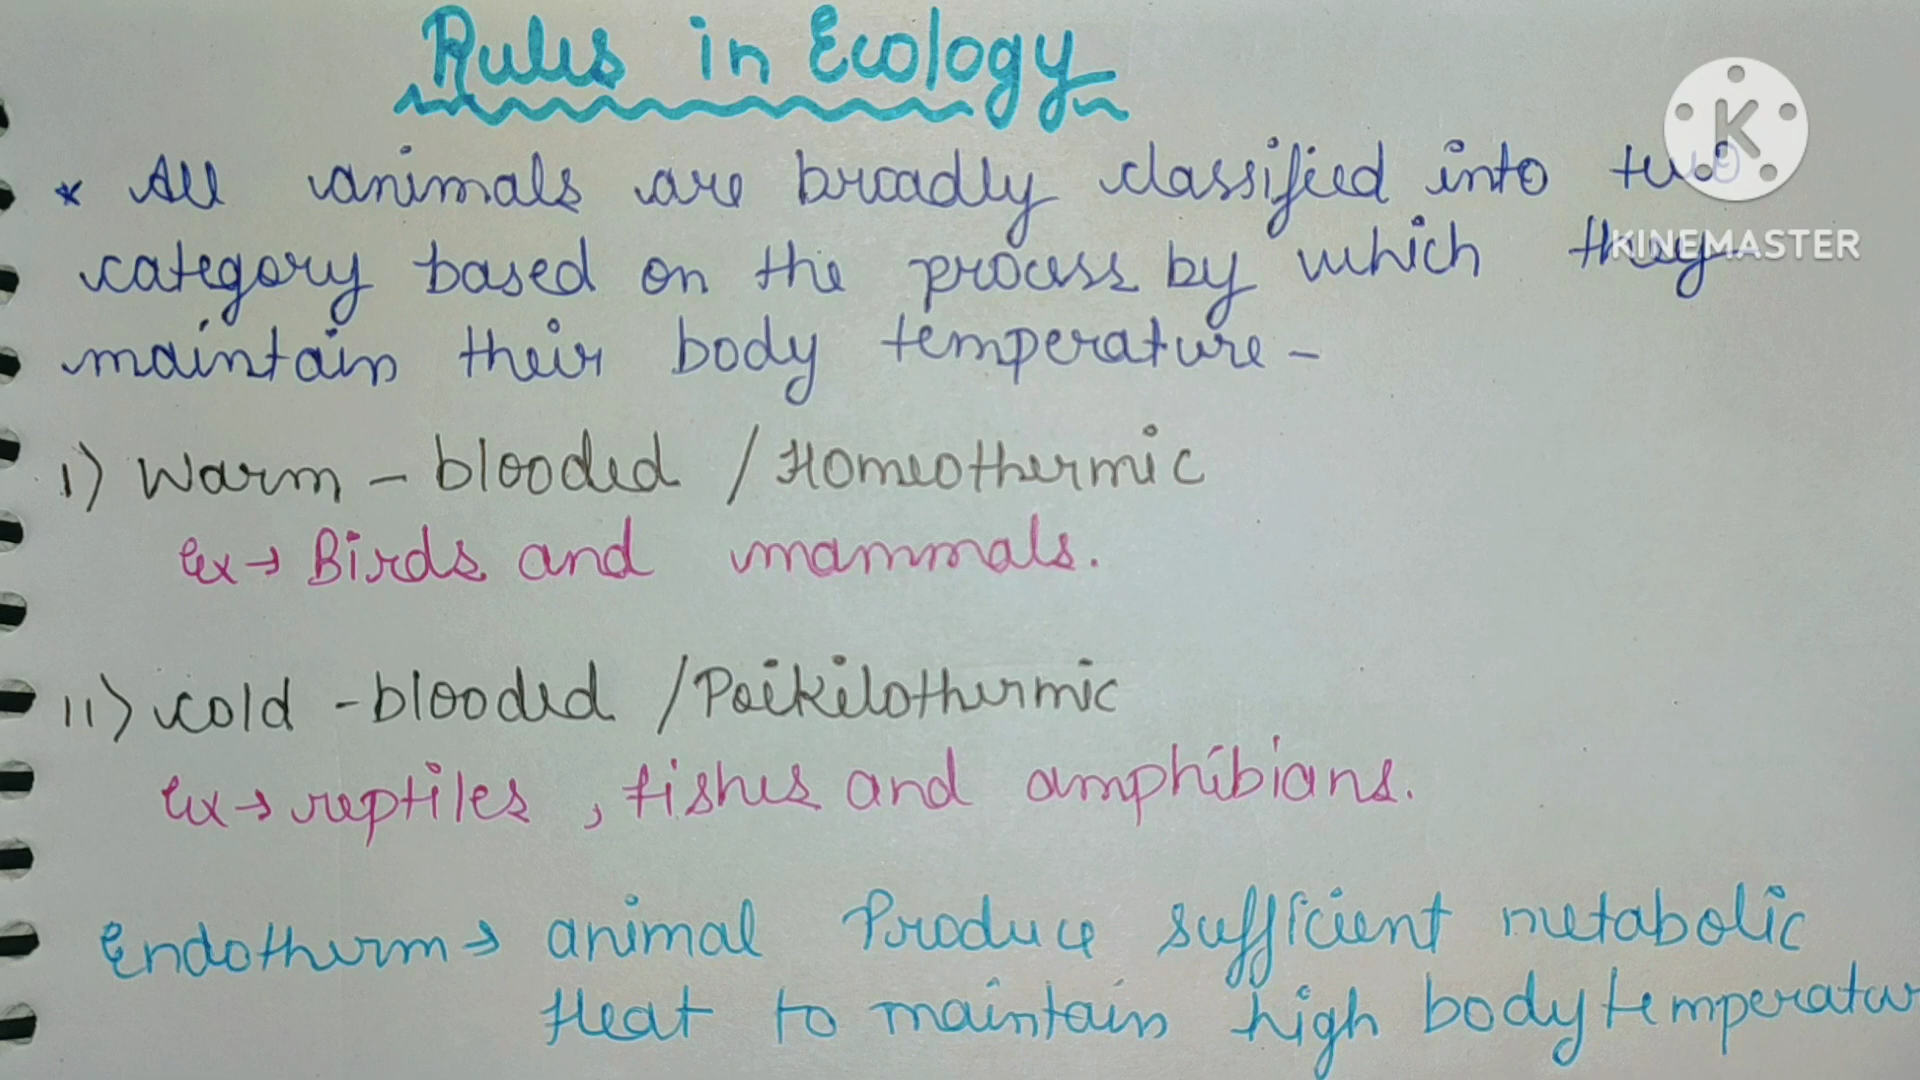 Rules in Ecology
* All animals are broadly classified into two
category based on the process by which they
maintain their body temperature -
I) Warm - blooded / Homeothermic
ex → Birds and mammals.
II) cold - blooded / Poikilothermic
ex → reptiles, fishes and amphibians.
Endotherm → animal Produce sufficient metabolic
Heat to maintain high body temperatur
K
KINEMASTER